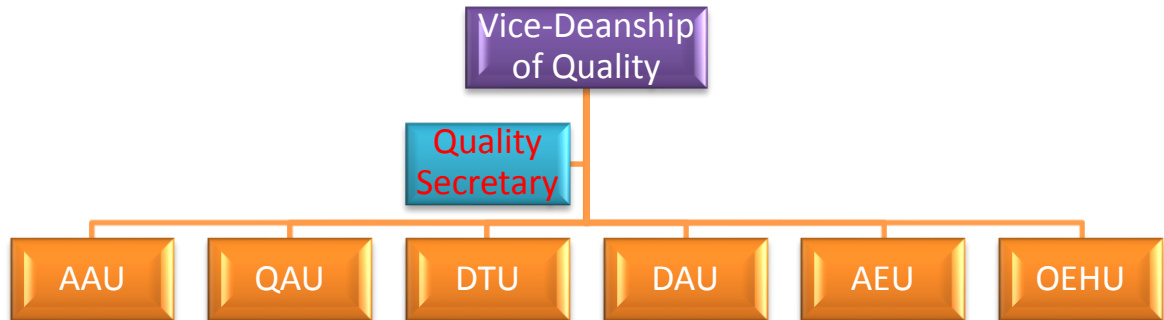 Vice-Deanship
of Quality
Quality
Secretary
AAU
QAU
DTU
DAU
AEU
OEHU